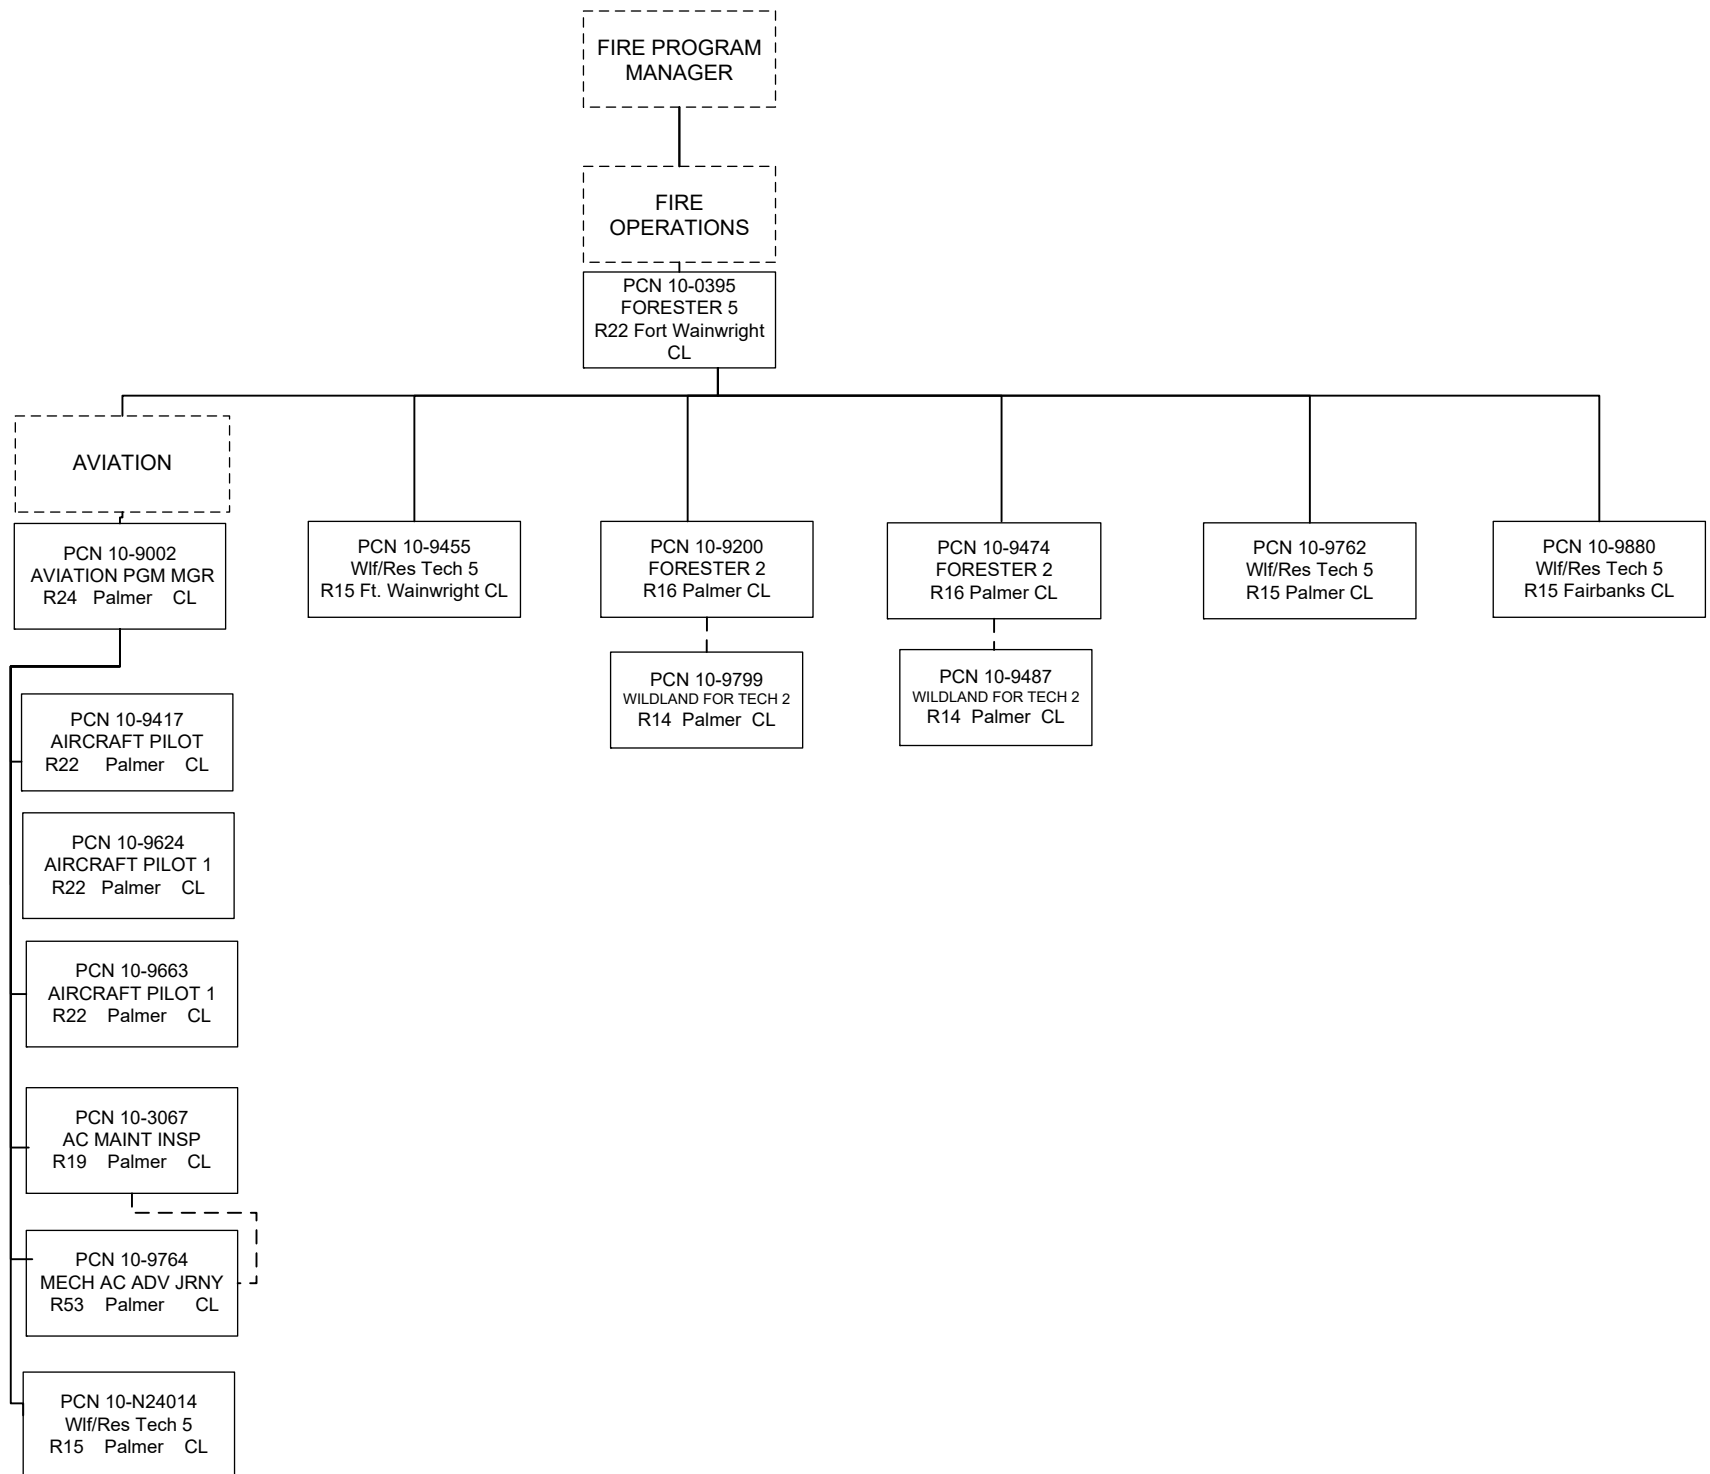 FIRE PROGRAM
MANAGER
FIRE
OPERATIONS
PCN 10-0395
FORESTER 5
R22 Fort Wainwright
CL
AVIATION
PCN 10-9002
AVIATION PGM MGR
R24 Palmer CL
PCN 10-9455
Wlf/Res Tech 5
R15 Ft. Wainwright CL
PCN 10-9200
FORESTER 2
R16 Palmer CL
PCN 10-9474
FORESTER 2
R16 Palmer CL
PCN 10-9762
Wlf/Res Tech 5
R15 Palmer CL
PCN 10-9880
Wlf/Res Tech 5
R15 Fairbanks CL
PCN 10-9799
WILDLAND FOR TECH 2
R14 Palmer CL
PCN 10-9487
WILDLAND FOR TECH 2
R14 Palmer CL
PCN 10-9417
AIRCRAFT PILOT
R22 Palmer CL
PCN 10-9624
AIRCRAFT PILOT 1
R22 Palmer CL
PCN 10-9663
AIRCRAFT PILOT 1
R22 Palmer CL
PCN 10-3067
AC MAINT INSP
R19 Palmer CL
PCN 10-9764
MECH AC ADV JRNY
R53 Palmer CL
PCN 10-N24014
Wlf/Res Tech 5
R15 Palmer CL